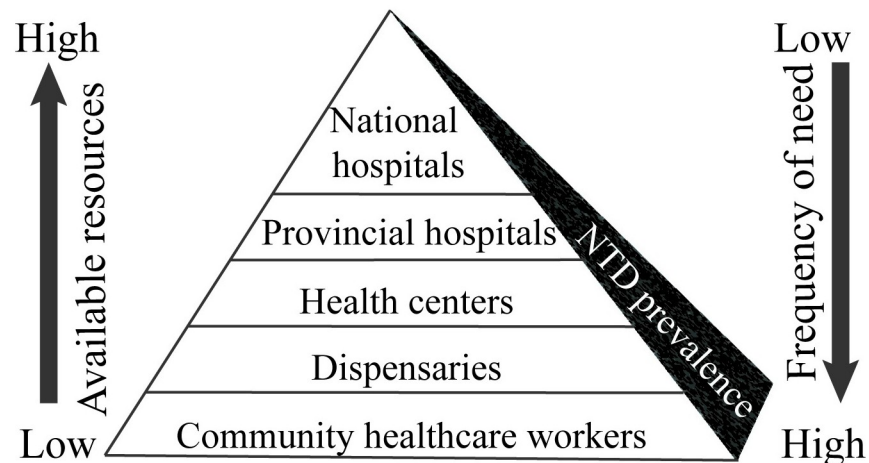 High
Low
Available resources
National
hospitals
Provincial hospitals
Health centers
Dispensaries
Community healthcare workers
NTD prevalence
Frequency of need
Low
High